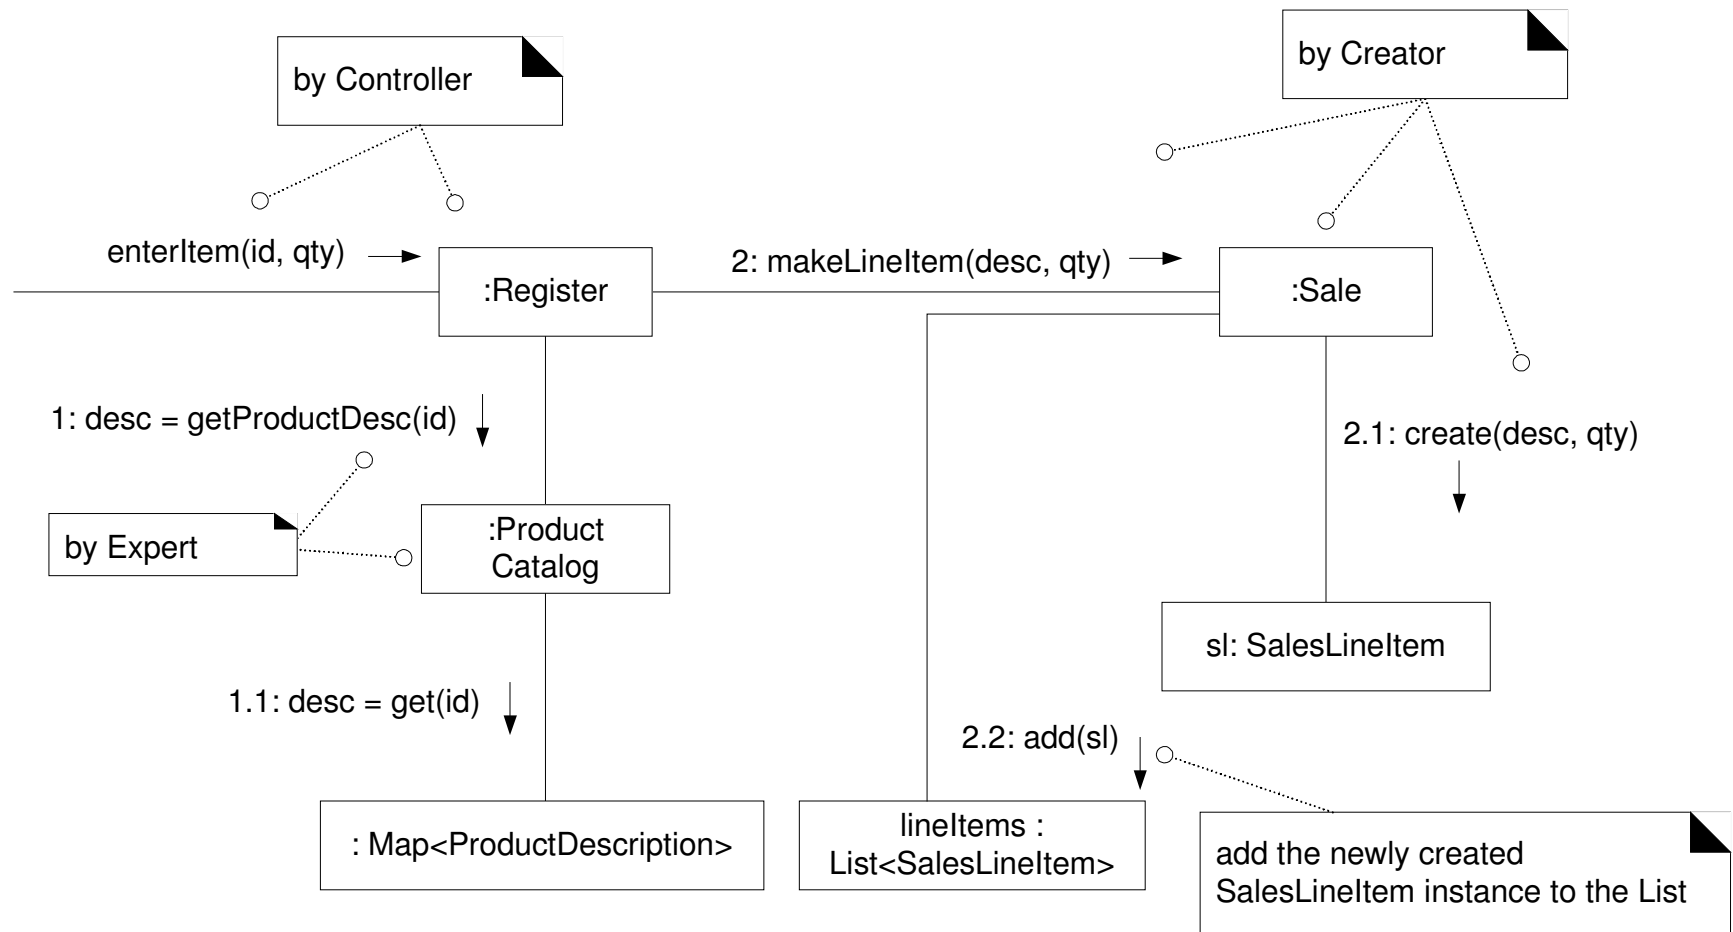 by Controller
by Creator
enterItem(id, qty)
2: makeLineItem(desc, qty)
:Register
:Sale
1: desc = getProductDesc(id)
2.1: create(desc, qty)
by Expert
:Product
Catalog
sl: SalesLineItem
1.1: desc = get(id)
2.2: add(sl)
: Map<ProductDescription>
lineItems :
List<SalesLineItem>
add the newly created
SalesLineItem instance to the List